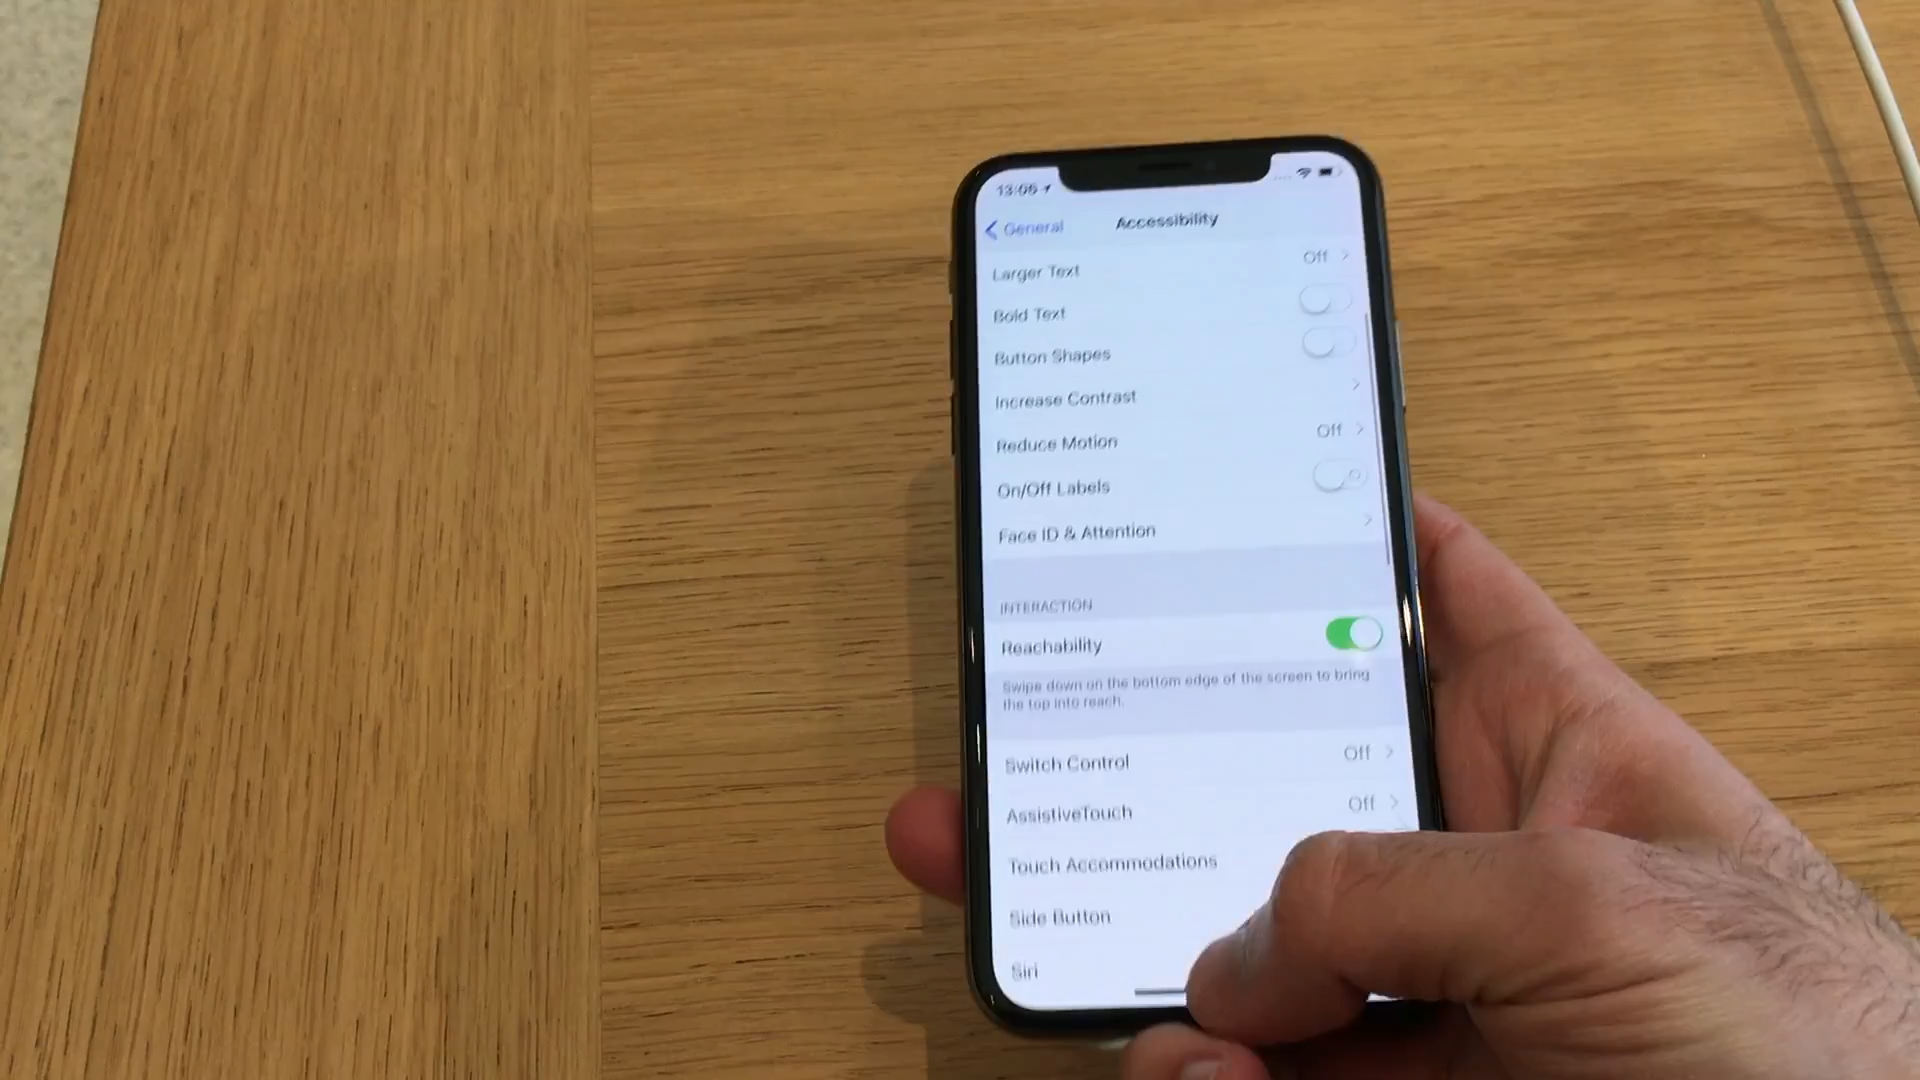 13:06
General
Accessibility
Larger Text
Off
Bold Text
Button Shapes
Increase Contrast
Reduce Motion
Off
On/Off Labels
Face ID & Attention
INTERACTION
Reachability
Swipe down on the bottom edge of the screen to bring
the top into reach.
Switch Control
Off
AssistiveTouch
Off
Touch Accommodations
Side Button
Siri